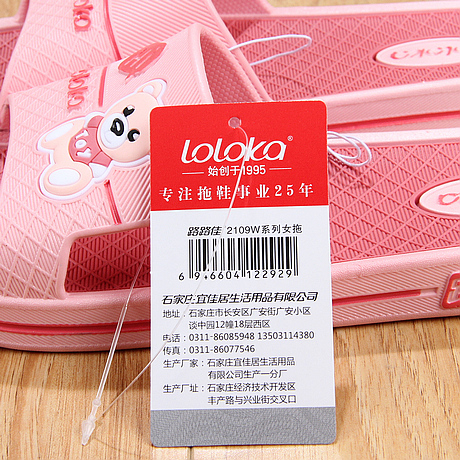 loloka®
始创于1995
专注拖鞋事业25年
路路佳 2109W系列女拖
6 946604 122929
石家庄宜佳居生活用品有限公司
地址：石家庄市长安区广安街广安小区
谈中园12幢18层西区
电话：0311-86085948 13503114380
传真：0311-86077546
生产厂家：石家庄宜佳居生活用品
有限公司生产一分厂
生产厂址：石家庄经济技术开发区
丰产路与兴业街交叉口